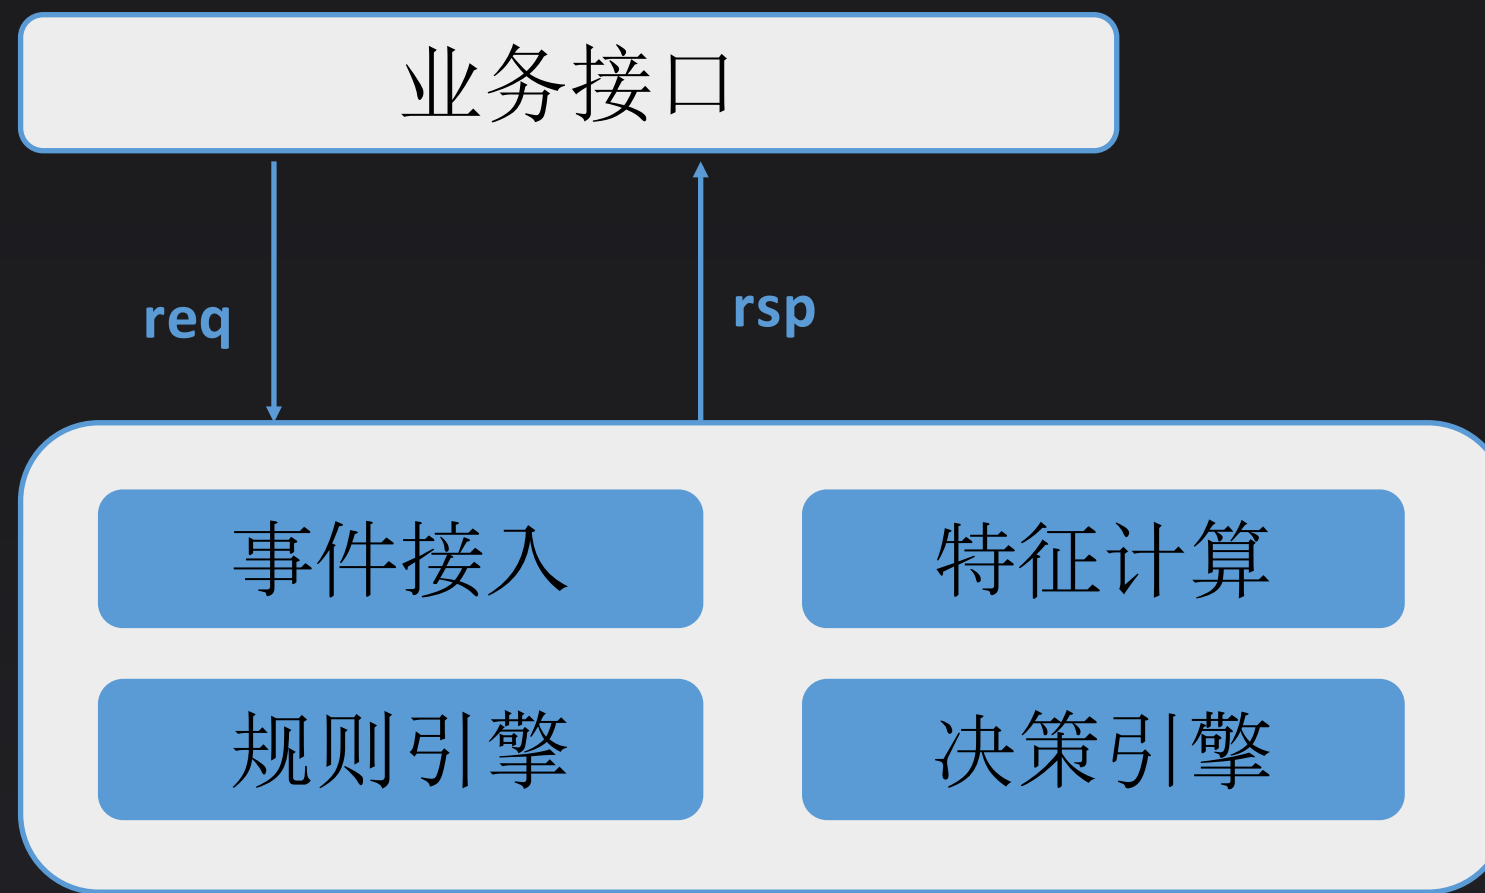 业务接口
req
rsp
事件接入
特征计算
规则引擎
决策引擎